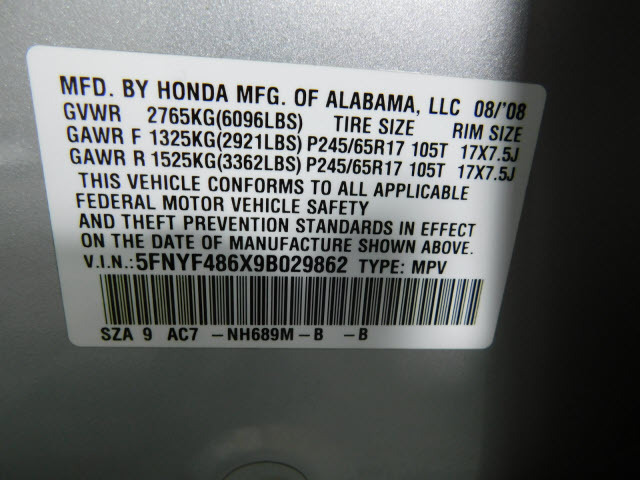 MFD. BY HONDA MFG. OF ALABAMA, LLC 08/'08
GVWR 2765KG(6096LBS) TIRE SIZE RIM SIZE
GAWR F 1325KG(2921LBS) P245/65R17 105T 17X7.5J
GAWR R 1525KG(3362LBS) P245/65R17 105T 17X7.5J
THIS VEHICLE CONFORMS TO ALL APPLICABLE
FEDERAL MOTOR VEHICLE SAFETY
AND THEFT PREVENTION STANDARDS IN EFFECT
ON THE DATE OF MANUFACTURE SHOWN ABOVE.
V.I.N.:5FNYF486X9B029862 TYPE: MPV
SZA 9 AC7 -NH689M-B -B